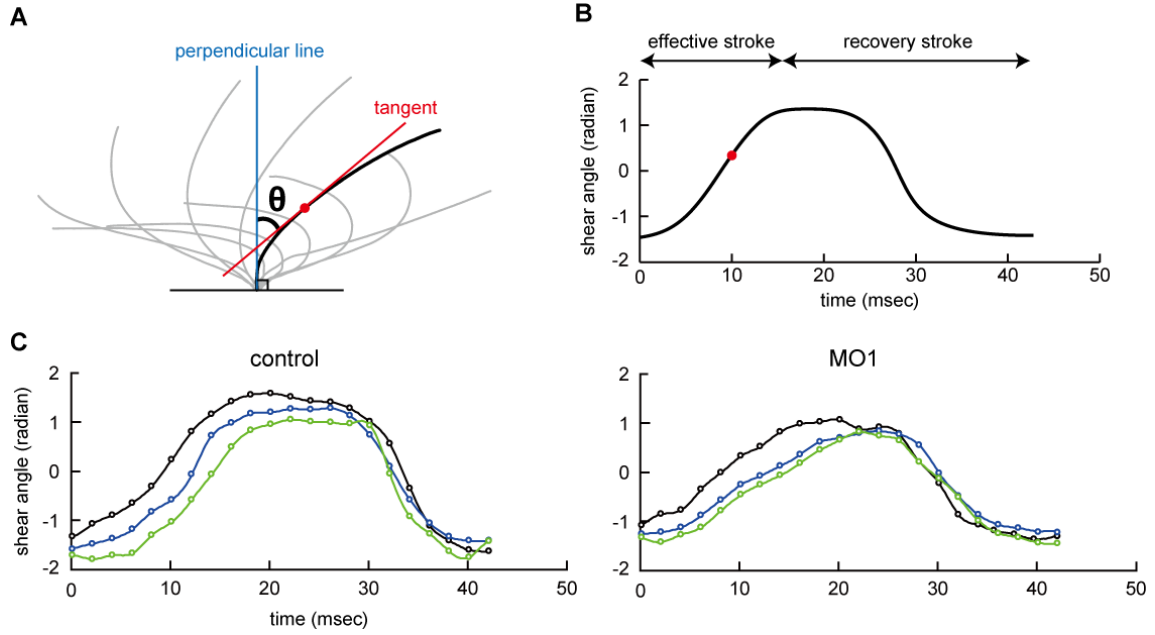 A
perpendicular line
tangent
θ
B
effective stroke
recovery stroke
shear angle (radian)
2
1
0
-1
-2
0
10
20
30
40
50
time (msec)
C
control
shear angle (radian)
2
1
0
-1
-2
0
10
20
30
40
50
time (msec)
MO1
2
1
0
-1
-2
0
10
20
30
40
50